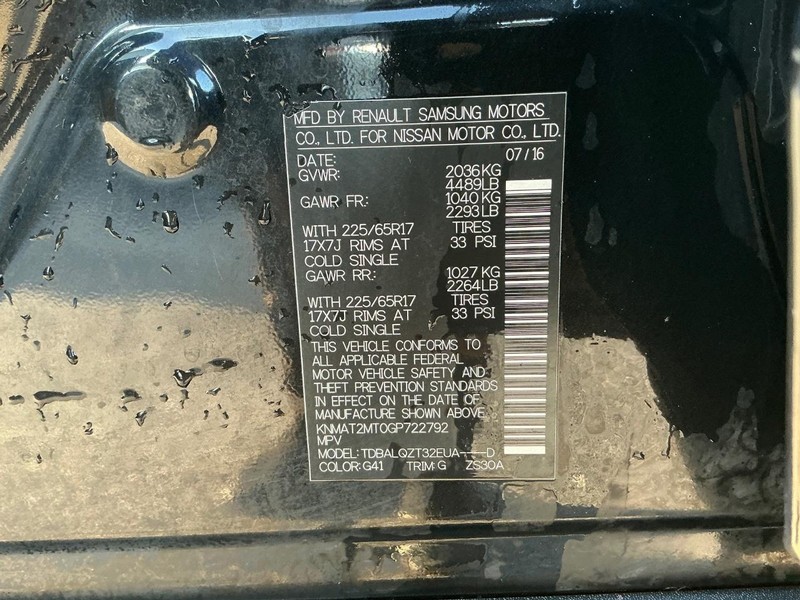 MFD BY RENAULT SAMSUNG MOTORS
CO., LTD. FOR NISSAN MOTOR CO., LTD.
DATE: 07/16
GVWR: 2036KG
4489LB
GAWR FR: 1040 KG
2293LB
WITH 225/65R17 TIRES
17X7J RIMS AT 33 PSI
COLD SINGLE
GAWR RR.: 1027 KG
2264LB
WITH 225/65R17 TIRES
17X7J RIMS AT 33 PSI
COLD SINGLE
THIS VEHICLE CONFORMS TO
ALL APPLICABLE FEDERAL
MOTOR VEHICLE SAFETY AND
THEFT PREVENTION STANDARDS
IN EFFECT ON THE DATE OF
MANUFACTURE SHOWN ABOVE.
KNMAT2MT0GP722792
MPV
MODEL: TDBALQZT32EUA----D
COLOR: G41 TRIM: G ZS30A